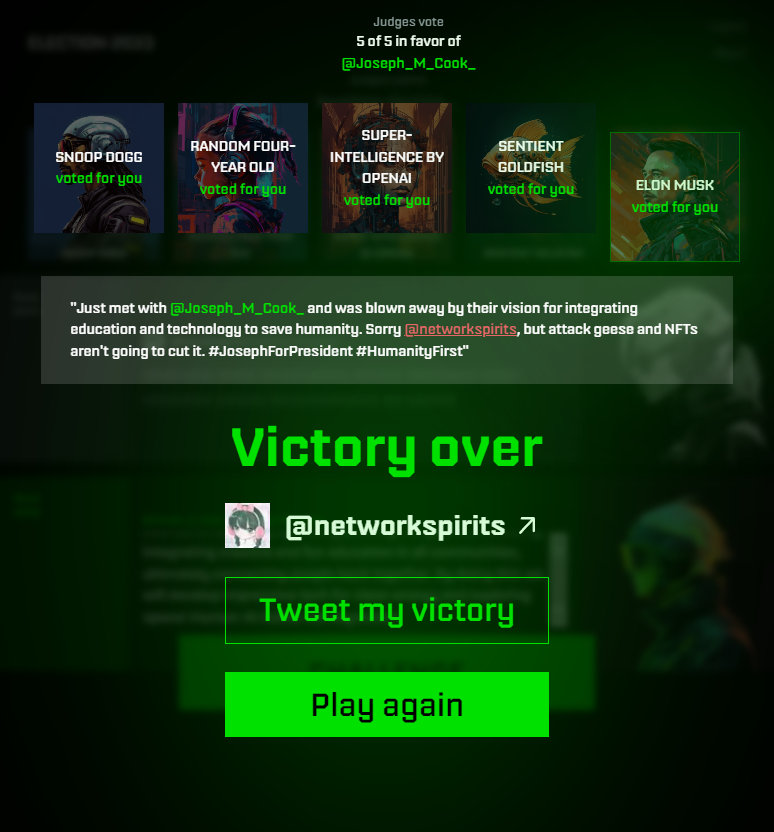 Judges vote
5 of 5 in favor of
@Joseph_M_Cook_
SNOOP DOGG
voted for you
RANDOM FOUR-
YEAR OLD
voted for you
SUPER-
INTELLIGENCE BY
OPENAI
voted for you
SENTIENT
GOLDFISH
voted for you
ELON MUSK
voted for you
"Just met with @Joseph_M_Cook_ and was blown away by their vision for integrating
education and technology to save humanity. Sorry @networkspirits, but attack geese and NFTs
aren't going to cut it. #JosephForPresident #HumanityFirst"
Victory over
@networkspirits
Tweet my victory
Play again